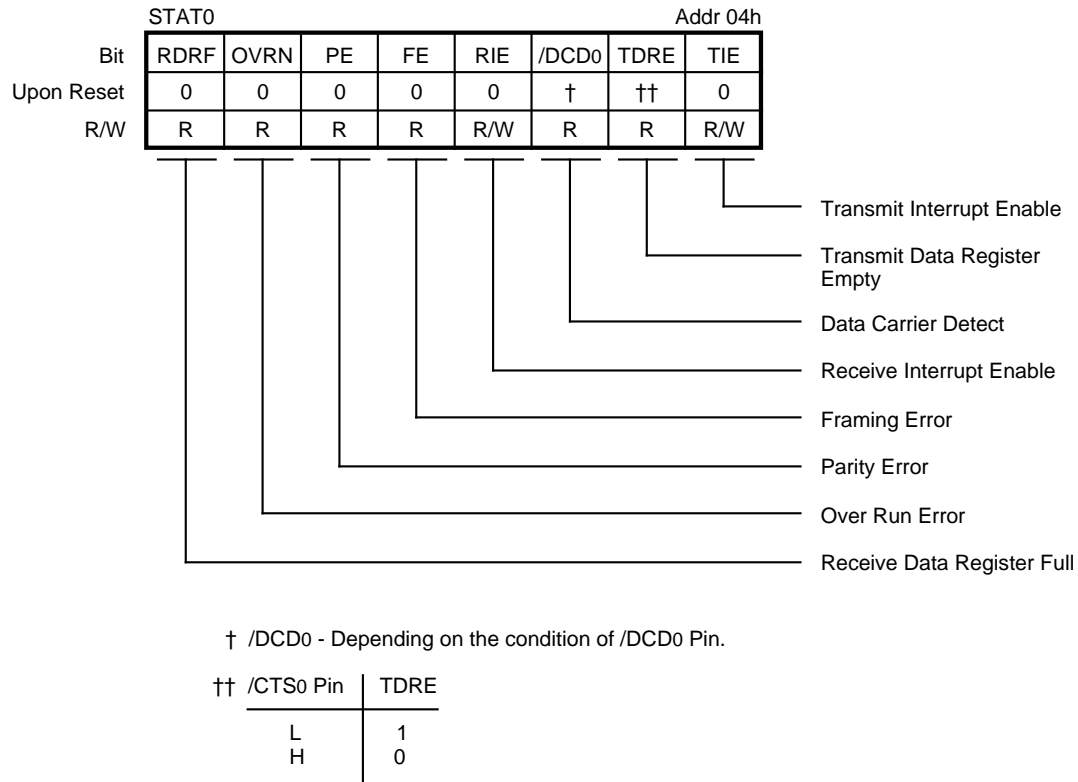 STAT0 Addr 04h
Bit RDRF OVRN PE FE RIE /DCD0 TDRE TIE
Upon Reset 0 0 0 0 0 † †† 0
R/W R R R R R/W R R R/W
Transmit Interrupt Enable
Transmit Data Register
Empty
Data Carrier Detect
Receive Interrupt Enable
Framing Error
Parity Error
Over Run Error
Receive Data Register Full
† /DCD0 - Depending on the condition of /DCD0 Pin.
†† /CTS0 Pin TDRE
L 1
H 0